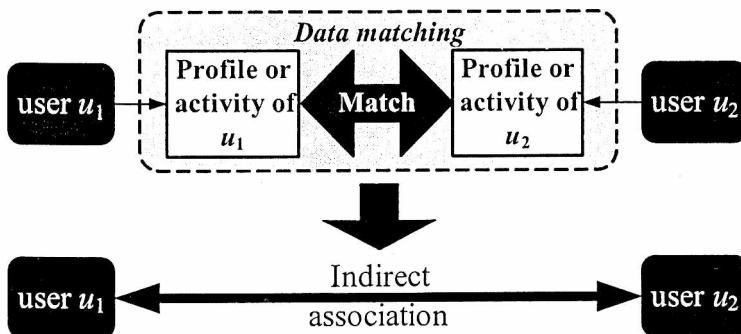 Data matching
user u1
Profile or
activity of
u1
Match
Profile or
activity of
u2
user u2
user u1
Indirect
association
user u2